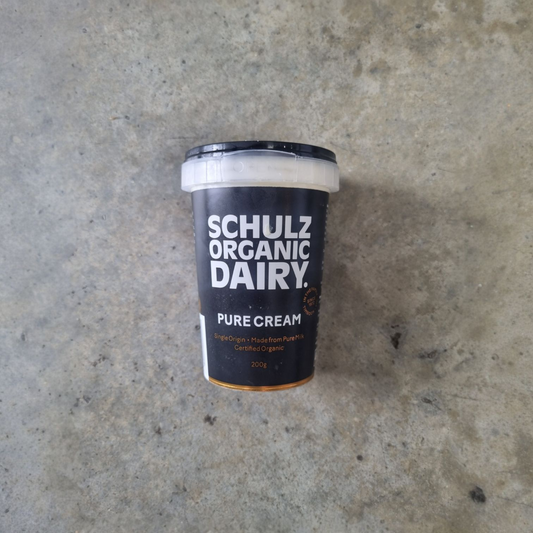 SCHULZ
ORGANIC
DAIRY.
PURE CREAM
Single Origin • Made from Pure Milk
Certified Organic
200g